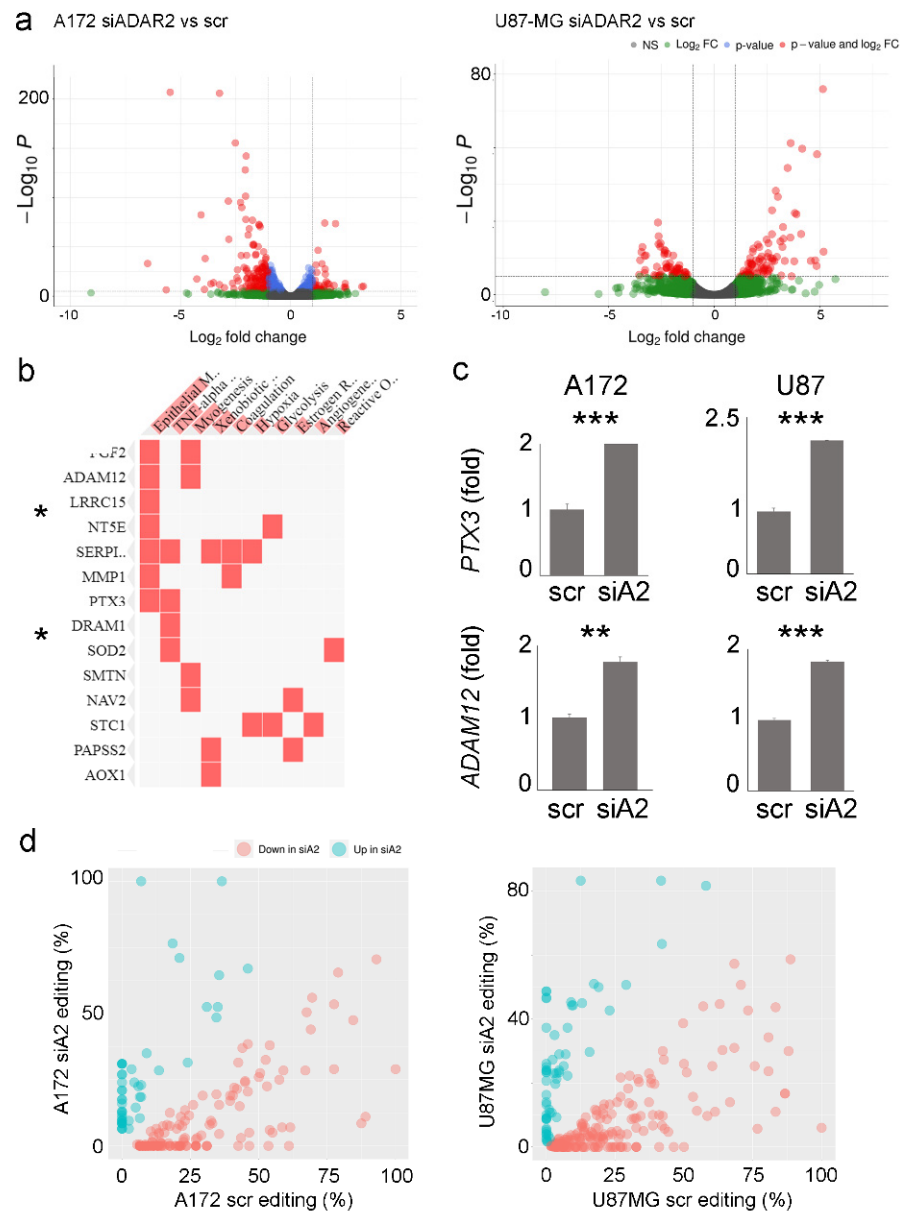 a
A172 siADAR2 vs scr
U87-MG siADAR2 vs scr
NS Log₂ FC p-value p – value and log₂ FC
200
100
0
-10 -5 0 5
– Log₁₀ P
Log₂ fold change
80
40
0
-10 -5 0 5
– Log₁₀ P
Log₂ fold change
b
Epithelial M..
TNF-alpha ..
Myogenesis
Xenobiotic ..
Coagulation
Hypoxia
Glycolysis
Estrogen R..
Angiogene..
Reactive O..
ADAM12
LRRC15
*
NT5E
SERPI..
MMP1
PTX3
*
DRAM1
SOD2
SMTN
NAV2
STC1
PAPSS2
AOX1
c
A172
U87
PTX3 (fold)
***
1
0
scr siA2
***
2.5
1
0
scr siA2
ADAM12 (fold)
**
2
1
0
scr siA2
***
2
1
0
scr siA2
d
Down in siA2 Up in siA2
A172 siA2 editing (%)
100
50
0
0 25 50 75 100
A172 scr editing (%)
U87MG siA2 editing (%)
80
40
0
0 25 50 75 100
U87MG scr editing (%)